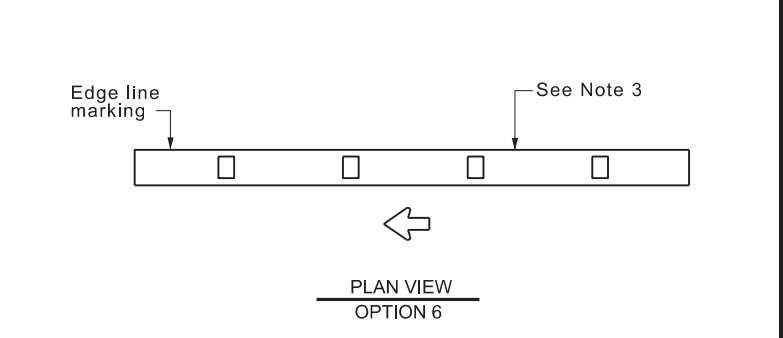 Edge line
marking
See Note 3
PLAN VIEW
OPTION 6